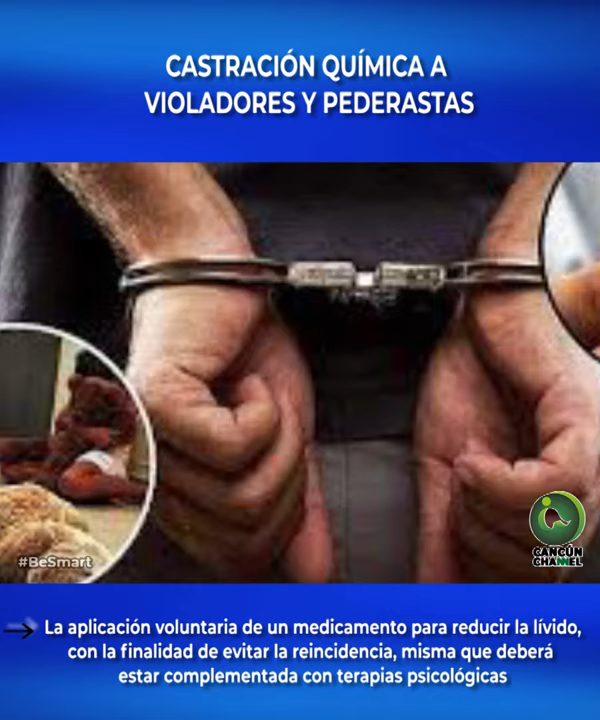 CASTRACIÓN QUÍMICA A
VIOLADORES Y PEDERASTAS
#BeSmart
CANCÚN
CHANNEL
La aplicación voluntaria de un medicamento para reducir la lívido,
con la finalidad de evitar la reincidencia, misma que deberá
estar complementada con terapias psicológicas